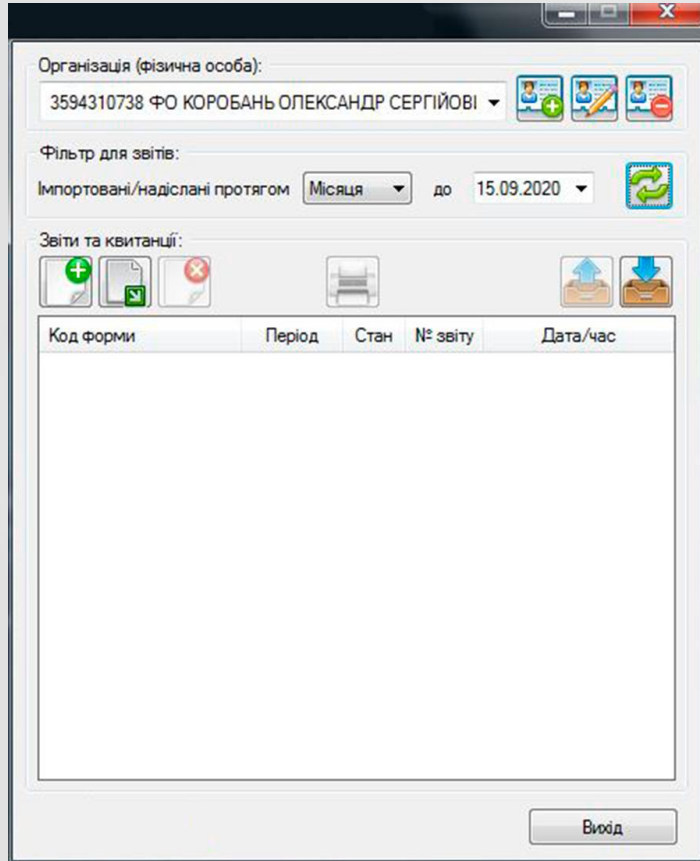 Організація (фізична особа):
3594310738 ФО КОРОБАНЬ ОЛЕКСАНДР СЕРГІЙОВІ
Фільтр для звітів:
Імпортовані/надіслані протягом Місяця до 15.09.2020
Звіти та квитанції:
Код форми Період Стан № звіту Дата/час
Вихід